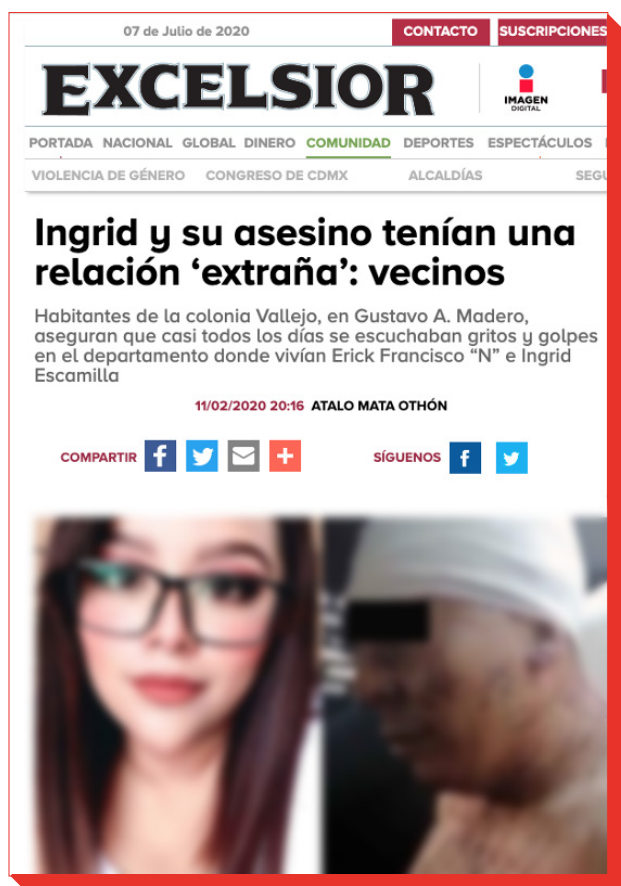 07 de Julio de 2020
CONTACTO
SUSCRIPCIONES
EXCELSIOR
IMAGEN
DIGITAL
PORTADA NACIONAL GLOBAL DINERO COMUNIDAD DEPORTES ESPECTÁCULOS
VIOLENCIA DE GÉNERO CONGRESO DE CDMX ALCALDÍAS SEGU
Ingrid y su asesino tenían una
relación ‘extraña’: vecinos
Habitantes de la colonia Vallejo, en Gustavo A. Madero,
aseguran que casi todos los días se escuchaban gritos y golpes
en el departamento donde vivían Erick Francisco “N” e Ingrid
Escamilla
11/02/2020 20:16 ATALO MATA OTHÓN
COMPARTIR
SÍGUENOS